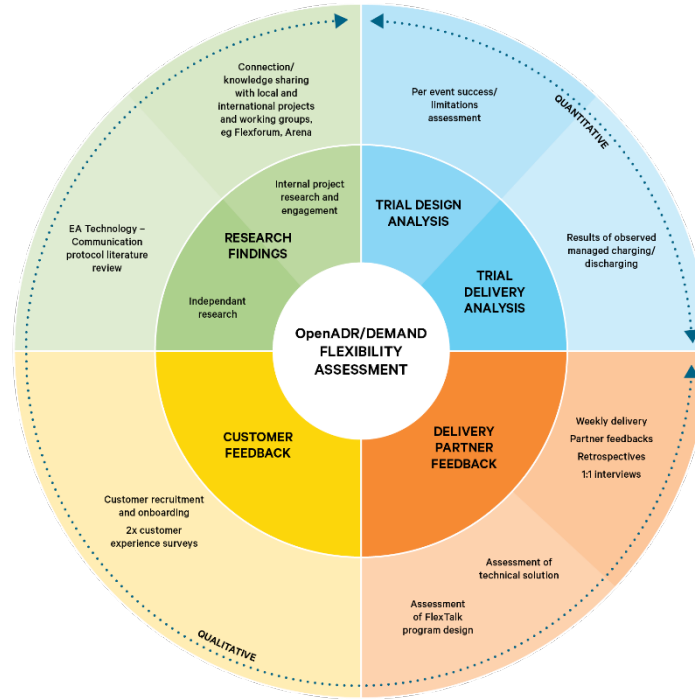 Connection/
knowledge sharing
with local and
international projects
and working groups,
eg Flexforum, Arena
Per event success/
limitations
assessment
QUANTITATIVE
Internal project
research and
engagement
TRIAL DESIGN
ANALYSIS
EA Technology –
Communication
protocol literature
review
RESEARCH
FINDINGS
Results of observed
managed charging/
discharging
Independant
research
TRIAL
DELIVERY
ANALYSIS
OpenADR/DEMAND
FLEXIBILITY
ASSESSMENT
CUSTOMER
FEEDBACK
DELIVERY
PARTNER
FEEDBACK
Weekly delivery
Partner feedbacks
Retrospectives
1:1 interviews
Customer recruitment
and onboarding
2x customer
experience surveys
Assessment of
technical solution
Assessment
of FlexTalk
program design
QUALITATIVE